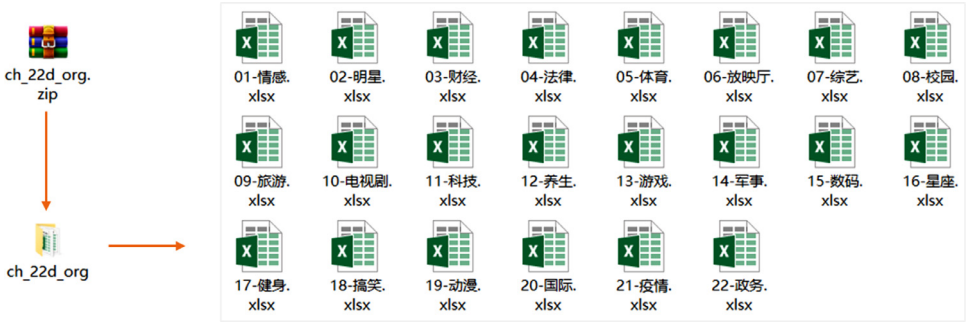 ch_22d_org.
zip
ch_22d_org
01-情感.
xlsx
02-明星.
xlsx
03-财经.
xlsx
04-法律.
xlsx
05-体育.
xlsx
06-放映厅.
xlsx
07-综艺.
xlsx
08-校园.
xlsx
09-旅游.
xlsx
10-电视剧.
xlsx
11-科技.
xlsx
12-养生.
xlsx
13-游戏.
xlsx
14-军事.
xlsx
15-数码.
xlsx
16-星座.
xlsx
17-健身.
xlsx
18-搞笑.
xlsx
19-动漫.
xlsx
20-国际.
xlsx
21-疫情.
xlsx
22-政务.
xlsx